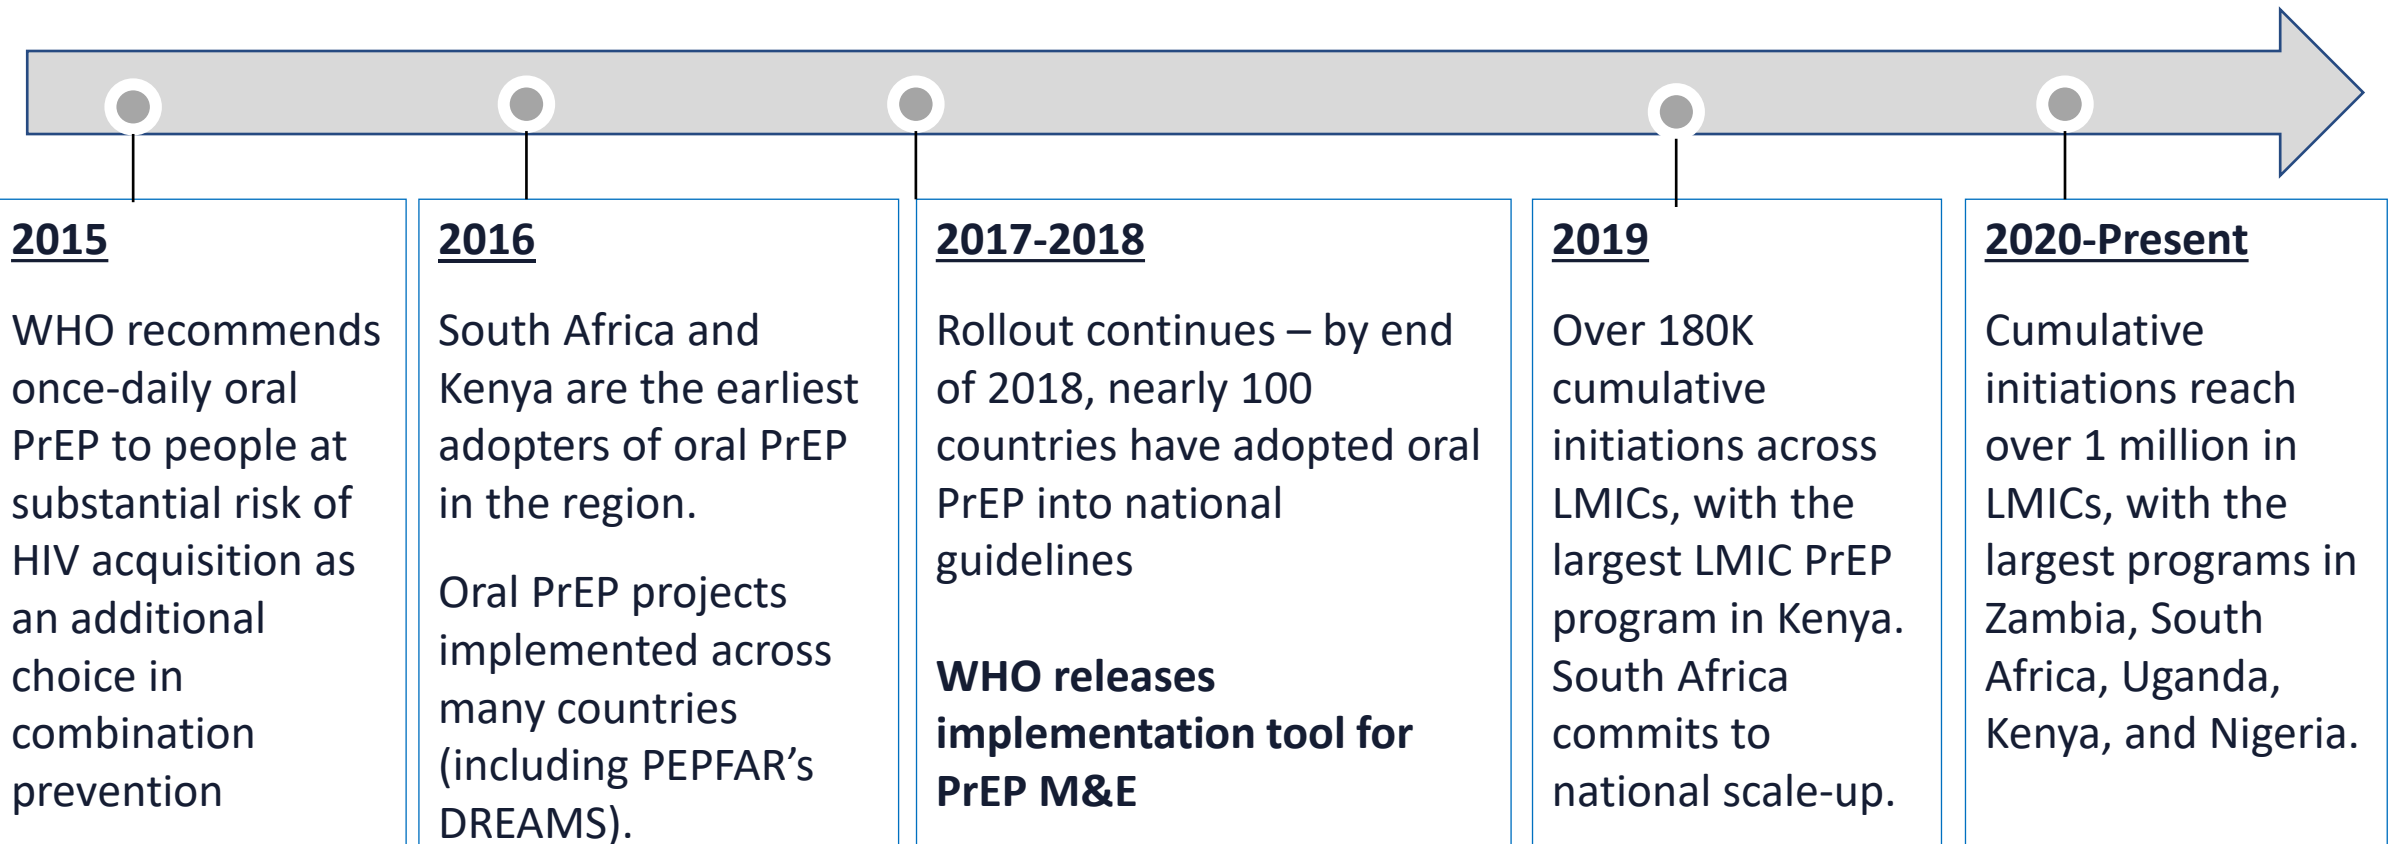 2015
WHO recommends
once-daily oral
PrEP to people at
substantial risk of
HIV acquisition as
an additional
choice in
combination
prevention
2016
South Africa and
Kenya are the earliest
adopters of oral PrEP
in the region.
Oral PrEP projects
implemented across
many countries
(including PEPFAR’s
DREAMS).
2017-2018
Rollout continues – by end
of 2018, nearly 100
countries have adopted oral
PrEP into national
guidelines
WHO releases
implementation tool for
PrEP M&E
2019
Over 180K
cumulative
initiations across
LMICs, with the
largest LMIC PrEP
program in Kenya.
South Africa
commits to
national scale-up.
2020-Present
Cumulative
initiations reach
over 1 million in
LMICs, with the
largest programs in
Zambia, South
Africa, Uganda,
Kenya, and Nigeria.